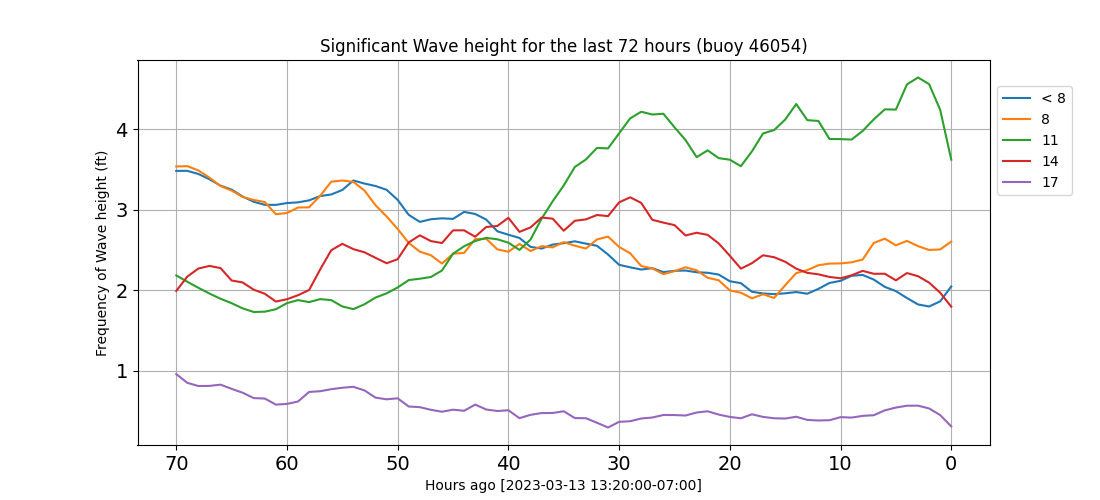 Significant Wave height for the last 72 hours (buoy 46054)
Frequency of Wave height (ft)
4
3
2
1
70 60 50 40 30 20 10 0
Hours ago [2023-03-13 13:20:00-07:00]
< 8
8
11
14
17